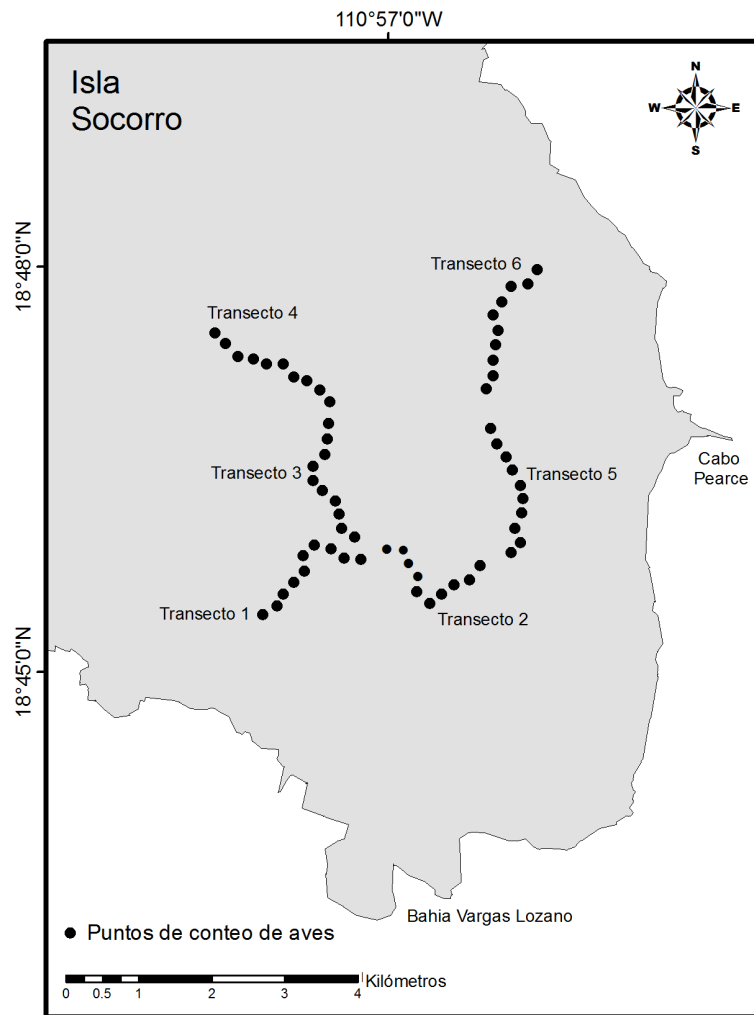 110°57'0"W
Isla
Socorro
N
W E
S
18°48'0"N
Transecto 6
Transecto 4
Cabo
Pearce
Transecto 3
Transecto 5
Transecto 1
Transecto 2
18°45'0"N
Bahia Vargas Lozano
Puntos de conteo de aves
Kilómetros
0 0.5 1 2 3 4